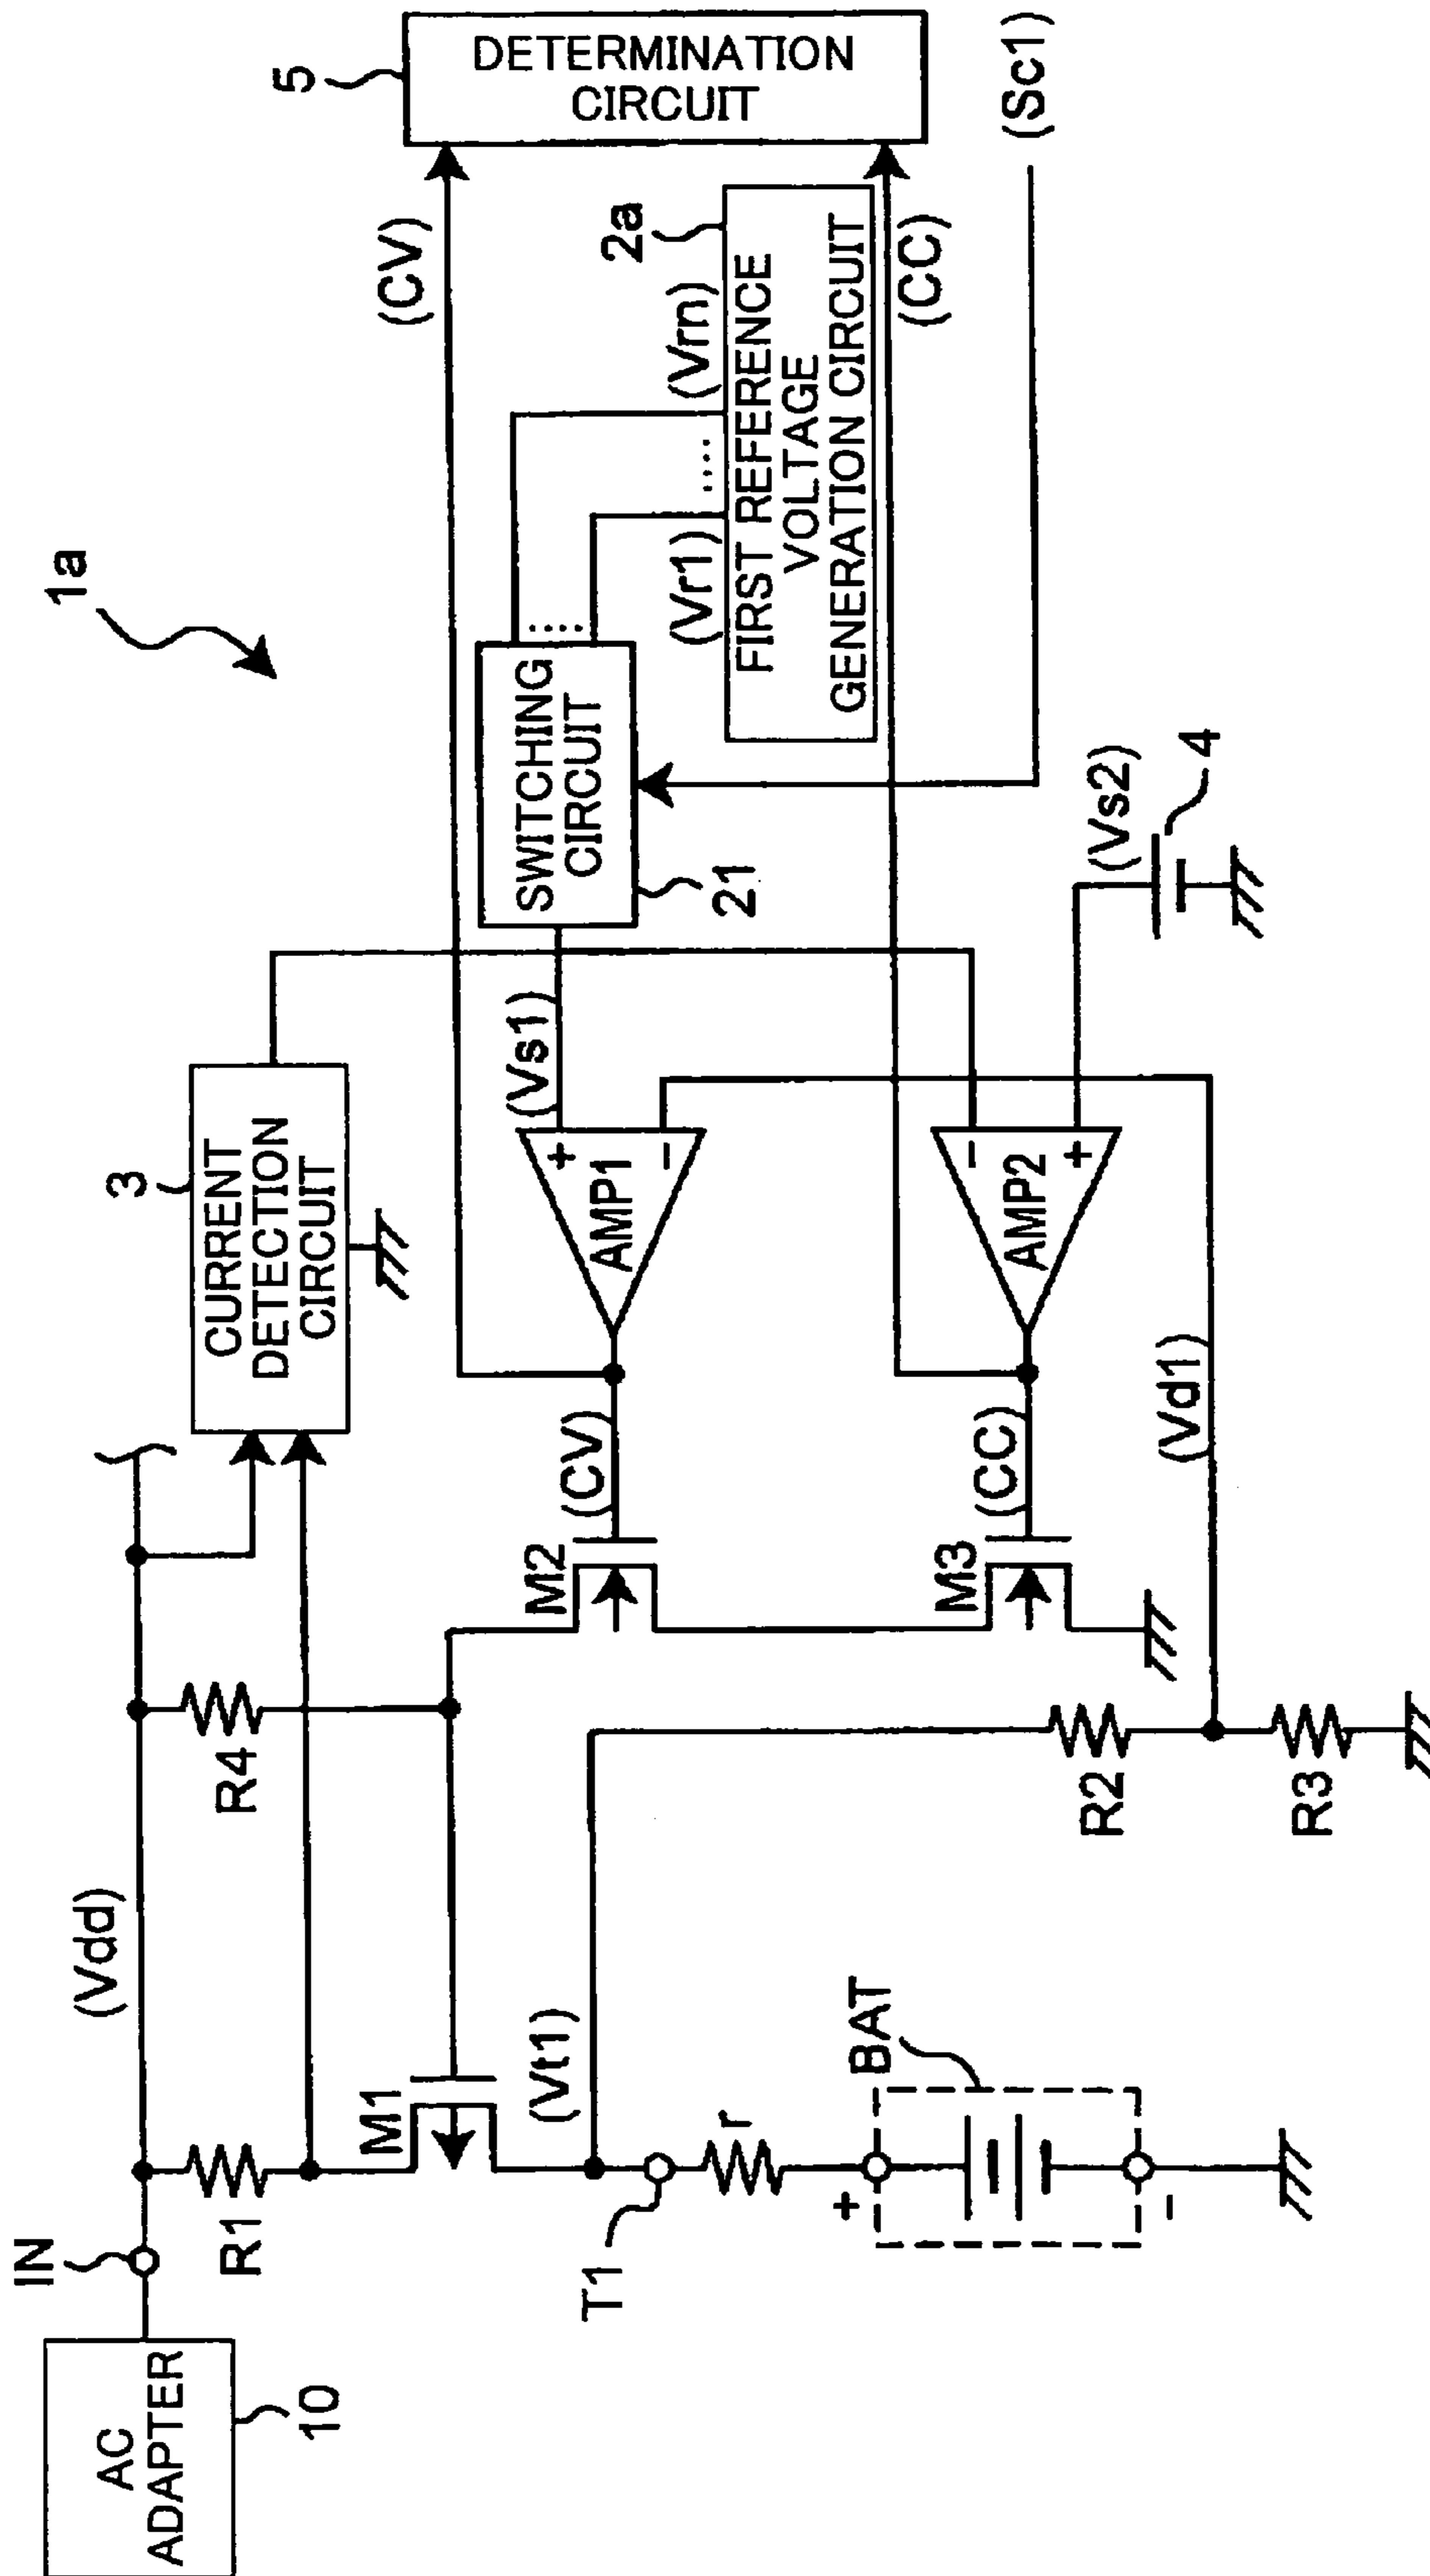 1a
AC
ADAPTER
10
IN
(Vdd)
R1
R4
M1
(Vt1)
T1
r
BAT
+
−
R2
R3
(Vd1)
3
CURRENT
DETECTION
CIRCUIT
M2
(CV)
M3
(CC)
AMP1
+
−
AMP2
−
+
(Vs1)
(Vs2)
4
SWITCHING
CIRCUIT
21
(Vr1)
....
....
(Vrn)
2a
FIRST REFERENCE
VOLTAGE
GENERATION CIRCUIT
(CV)
(CC)
5
DETERMINATION
CIRCUIT
(Sc1)